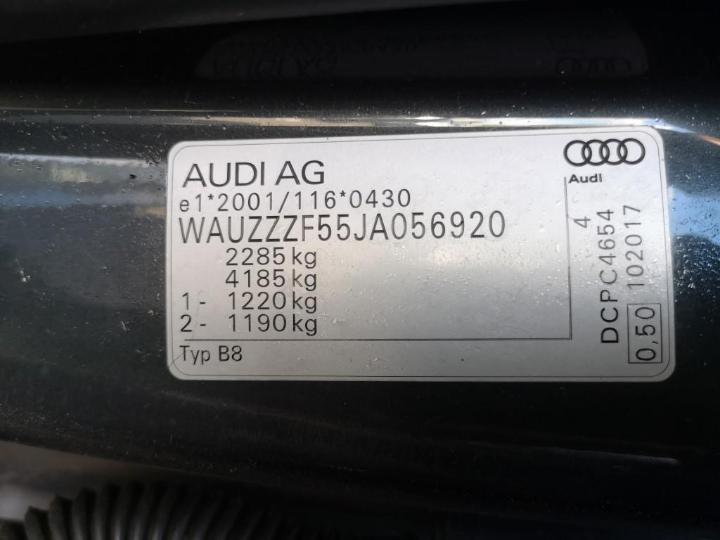 AUDI AG
Audi
e1*2001/116*0430
WAUZZZF55JA056920
2285 kg
4185 kg
1 - 1220 kg
2 - 1190 kg
Typ B8
4
DCPC4654
0,50 102017